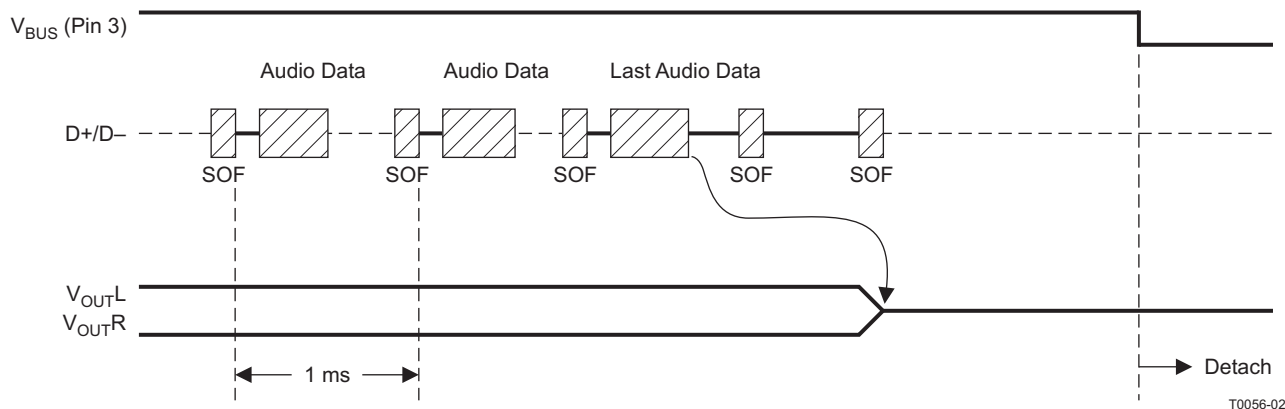 VBUS (Pin 3)
Audio Data
Audio Data
Last Audio Data
D+/D–
SOF
SOF
SOF
SOF
SOF
VOUTL
VOUTR
1 ms
Detach
T0056-02